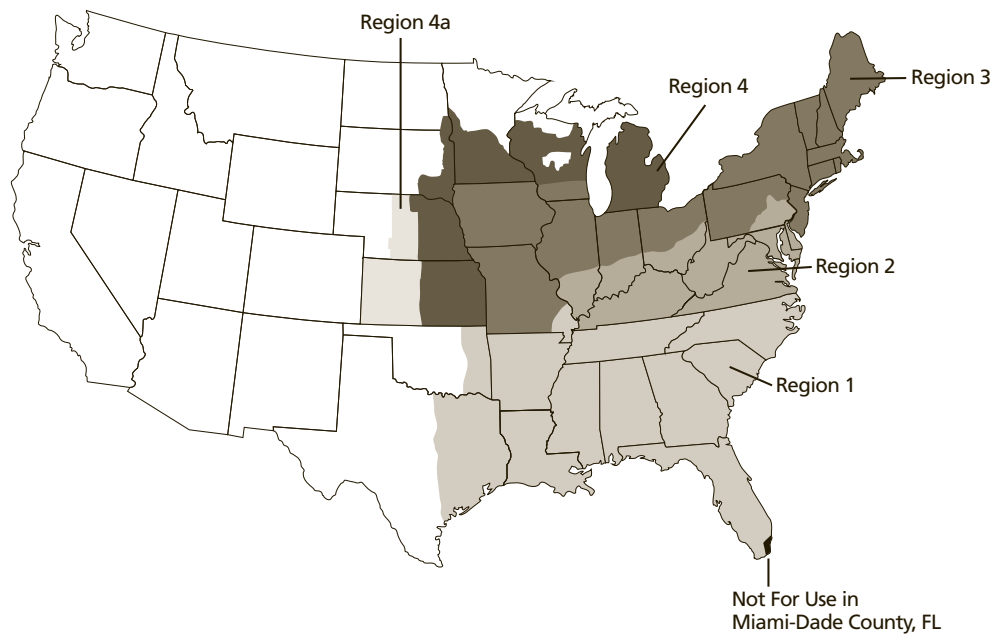 Region 4a
Region 3
Region 4
Region 2
Region 1
Not For Use in
Miami-Dade County, FL